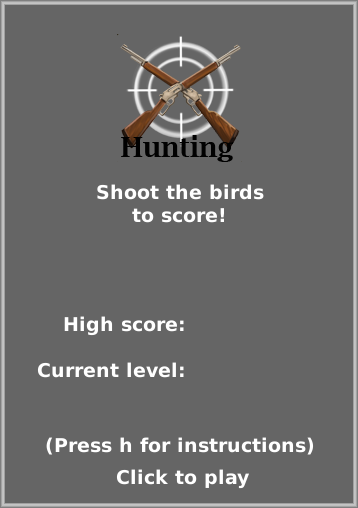 Hunting
Shoot the birds
to score!
High score:
Current level:
(Press h for instructions)
Click to play